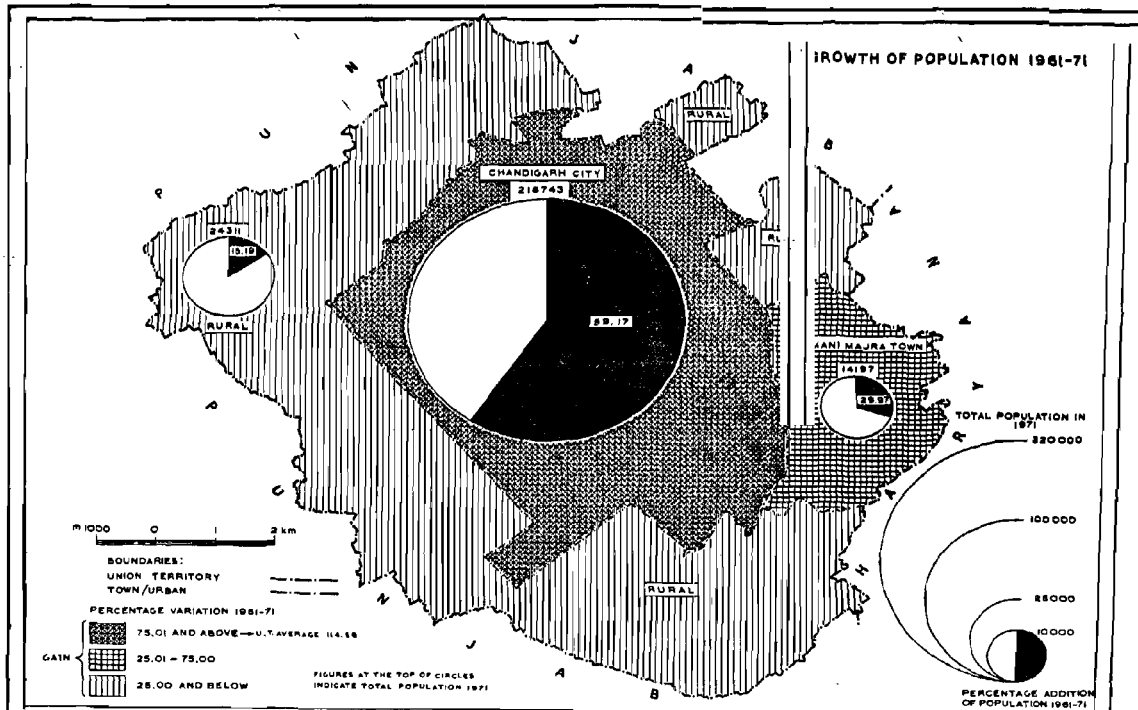 ROWTH OF POPULATION 1961-71
P U N J A B
H A R Y A N A
RURAL
CHANDIGARH CITY
218743
59.17
24311
15.19
RURAL
MANI MAJRA TOWN
14197
29.97
RURAL
P U N J A B
TOTAL POPULATION IN
1971
320000
100000
25000
10000
PERCENTAGE ADDITION
OF POPULATION 1961-71
m 1000 0 1 2 km
BOUNDARIES:
UNION TERRITORY
TOWN/URBAN
PERCENTAGE VARIATION 1961-71
GAIN
75.01 AND ABOVE → U.T. AVERAGE 114.59
25.01 - 75.00
25.00 AND BELOW
FIGURES AT THE TOP OF CIRCLES
INDICATE TOTAL POPULATION 1971